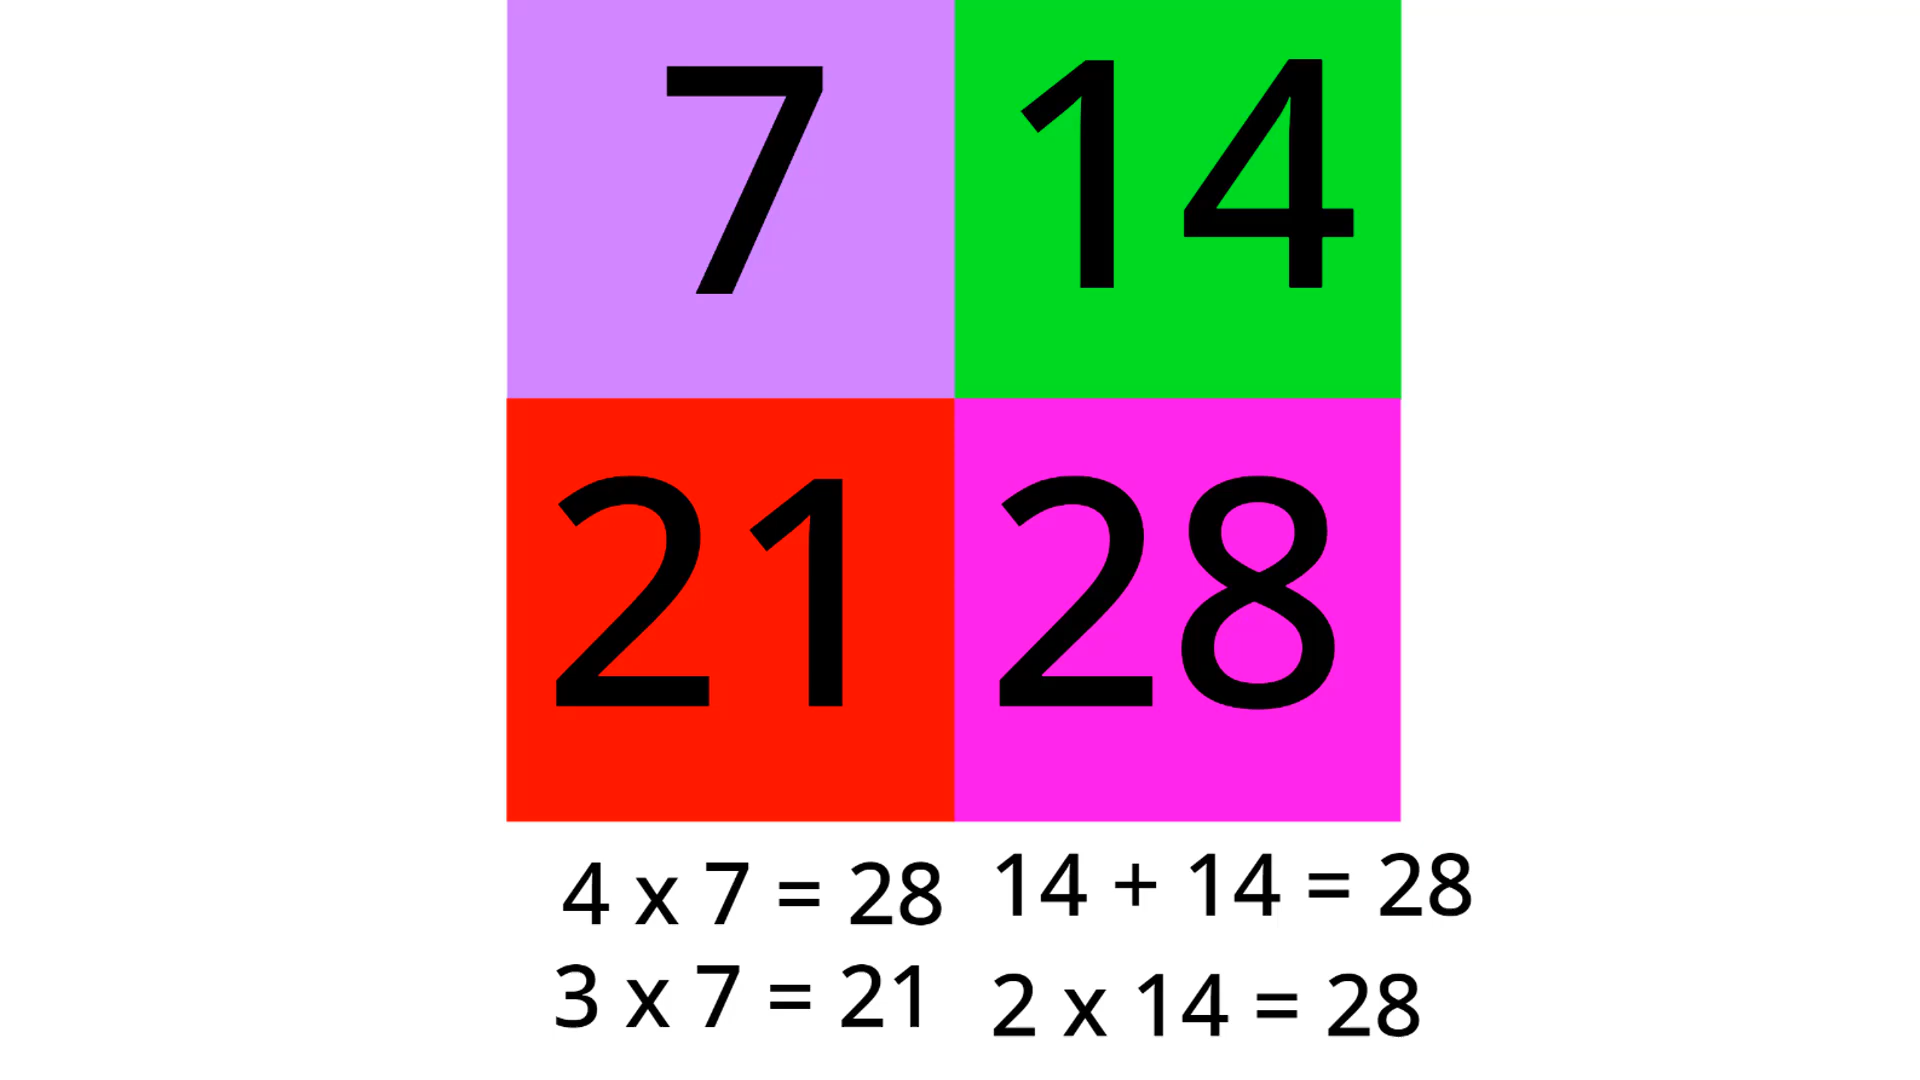 7 14
21 28
4 x 7 = 28 14 + 14 = 28
3 x 7 = 21 2 x 14 = 28